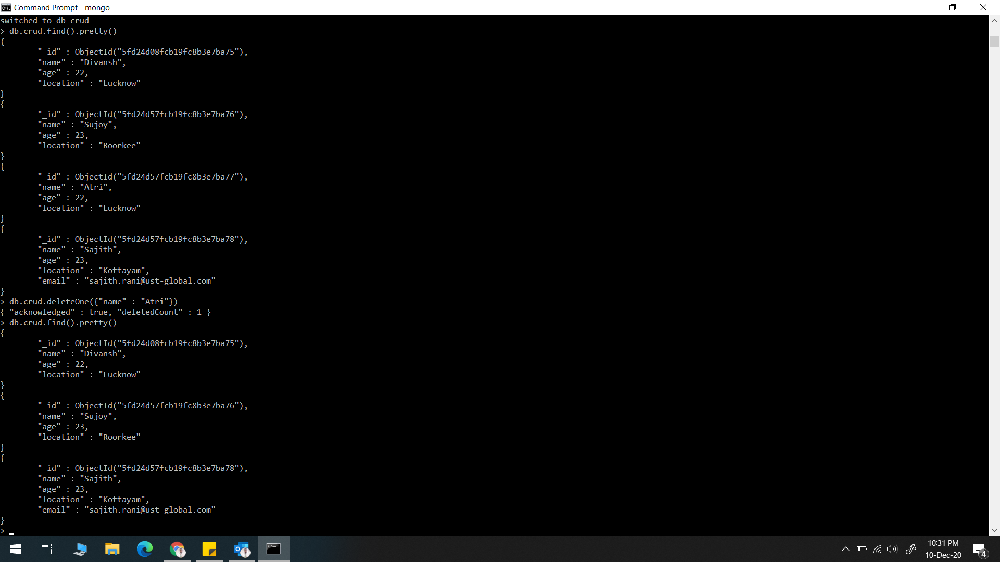 Command Prompt - mongo
switched to db crud
> db.crud.find().pretty()
{
        "_id" : ObjectId("5fd24d08fcb19fc8b3e7ba75"),
        "name" : "Divansh",
        "age" : 22,
        "location" : "Lucknow"
}
{
        "_id" : ObjectId("5fd24d57fcb19fc8b3e7ba76"),
        "name" : "Sujoy",
        "age" : 23,
        "location" : "Roorkee"
}
{
        "_id" : ObjectId("5fd24d57fcb19fc8b3e7ba77"),
        "name" : "Atri",
        "age" : 22,
        "location" : "Lucknow"
}
{
        "_id" : ObjectId("5fd24d57fcb19fc8b3e7ba78"),
        "name" : "Sajith",
        "age" : 23,
        "location" : "Kottayam",
        "email" : "sajith.rani@ust-global.com"
}
> db.crud.deleteOne({"name" : "Atri"})
{ "acknowledged" : true, "deletedCount" : 1 }
> db.crud.find().pretty()
{
        "_id" : ObjectId("5fd24d08fcb19fc8b3e7ba75"),
        "name" : "Divansh",
        "age" : 22,
        "location" : "Lucknow"
}
{
        "_id" : ObjectId("5fd24d57fcb19fc8b3e7ba76"),
        "name" : "Sujoy",
        "age" : 23,
        "location" : "Roorkee"
}
{
        "_id" : ObjectId("5fd24d57fcb19fc8b3e7ba78"),
        "name" : "Sajith",
        "age" : 23,
        "location" : "Kottayam",
        "email" : "sajith.rani@ust-global.com"
}
>
10:31 PM
10-Dec-20
4